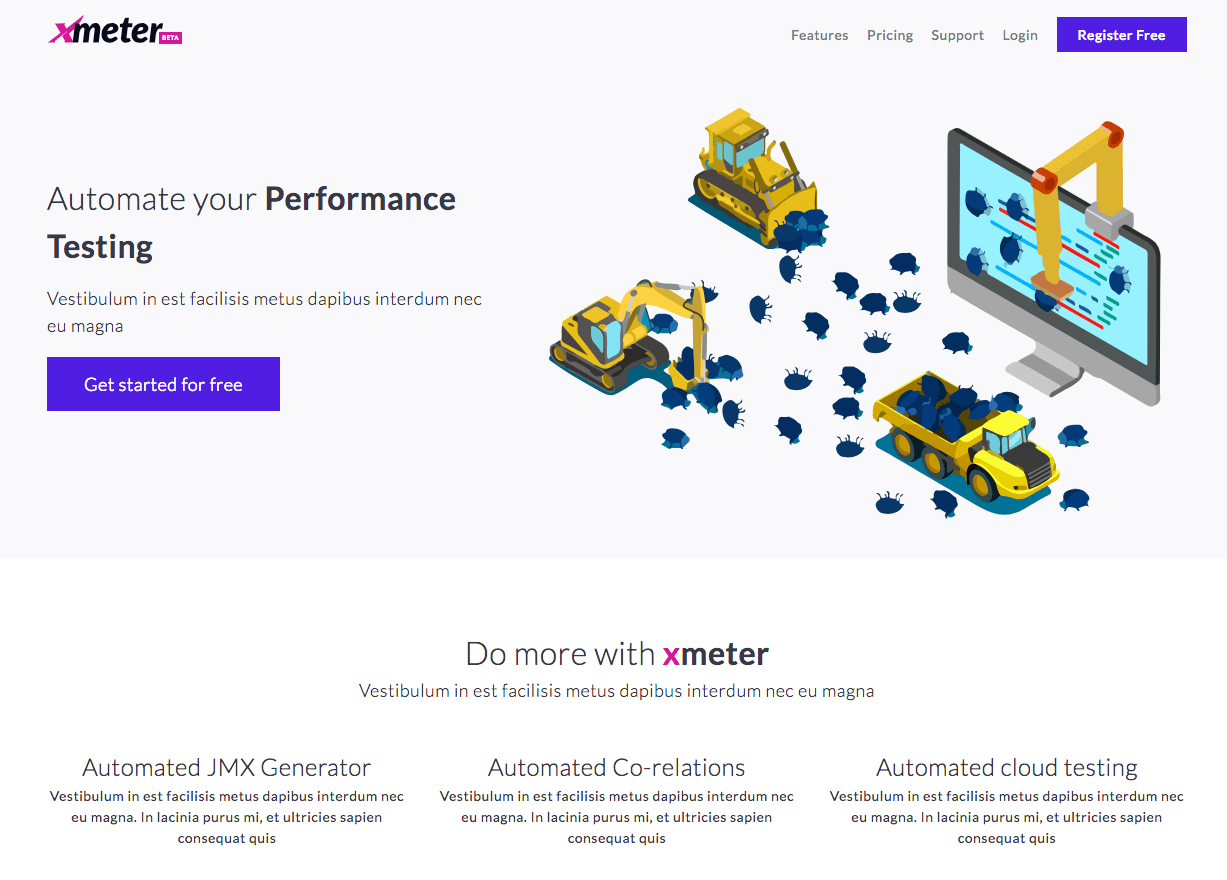 xmeter BETA
Features Pricing Support Login Register Free
Automate your Performance
Testing
Vestibulum in est facilisis metus dapibus interdum nec
eu magna
Get started for free
Do more with xmeter
Vestibulum in est facilisis metus dapibus interdum nec eu magna
Automated JMX Generator
Vestibulum in est facilisis metus dapibus interdum nec
eu magna. In lacinia purus mi, et ultricies sapien
consequat quis
Automated Co-relations
Vestibulum in est facilisis metus dapibus interdum nec
eu magna. In lacinia purus mi, et ultricies sapien
consequat quis
Automated cloud testing
Vestibulum in est facilisis metus dapibus interdum nec
eu magna. In lacinia purus mi, et ultricies sapien
consequat quis